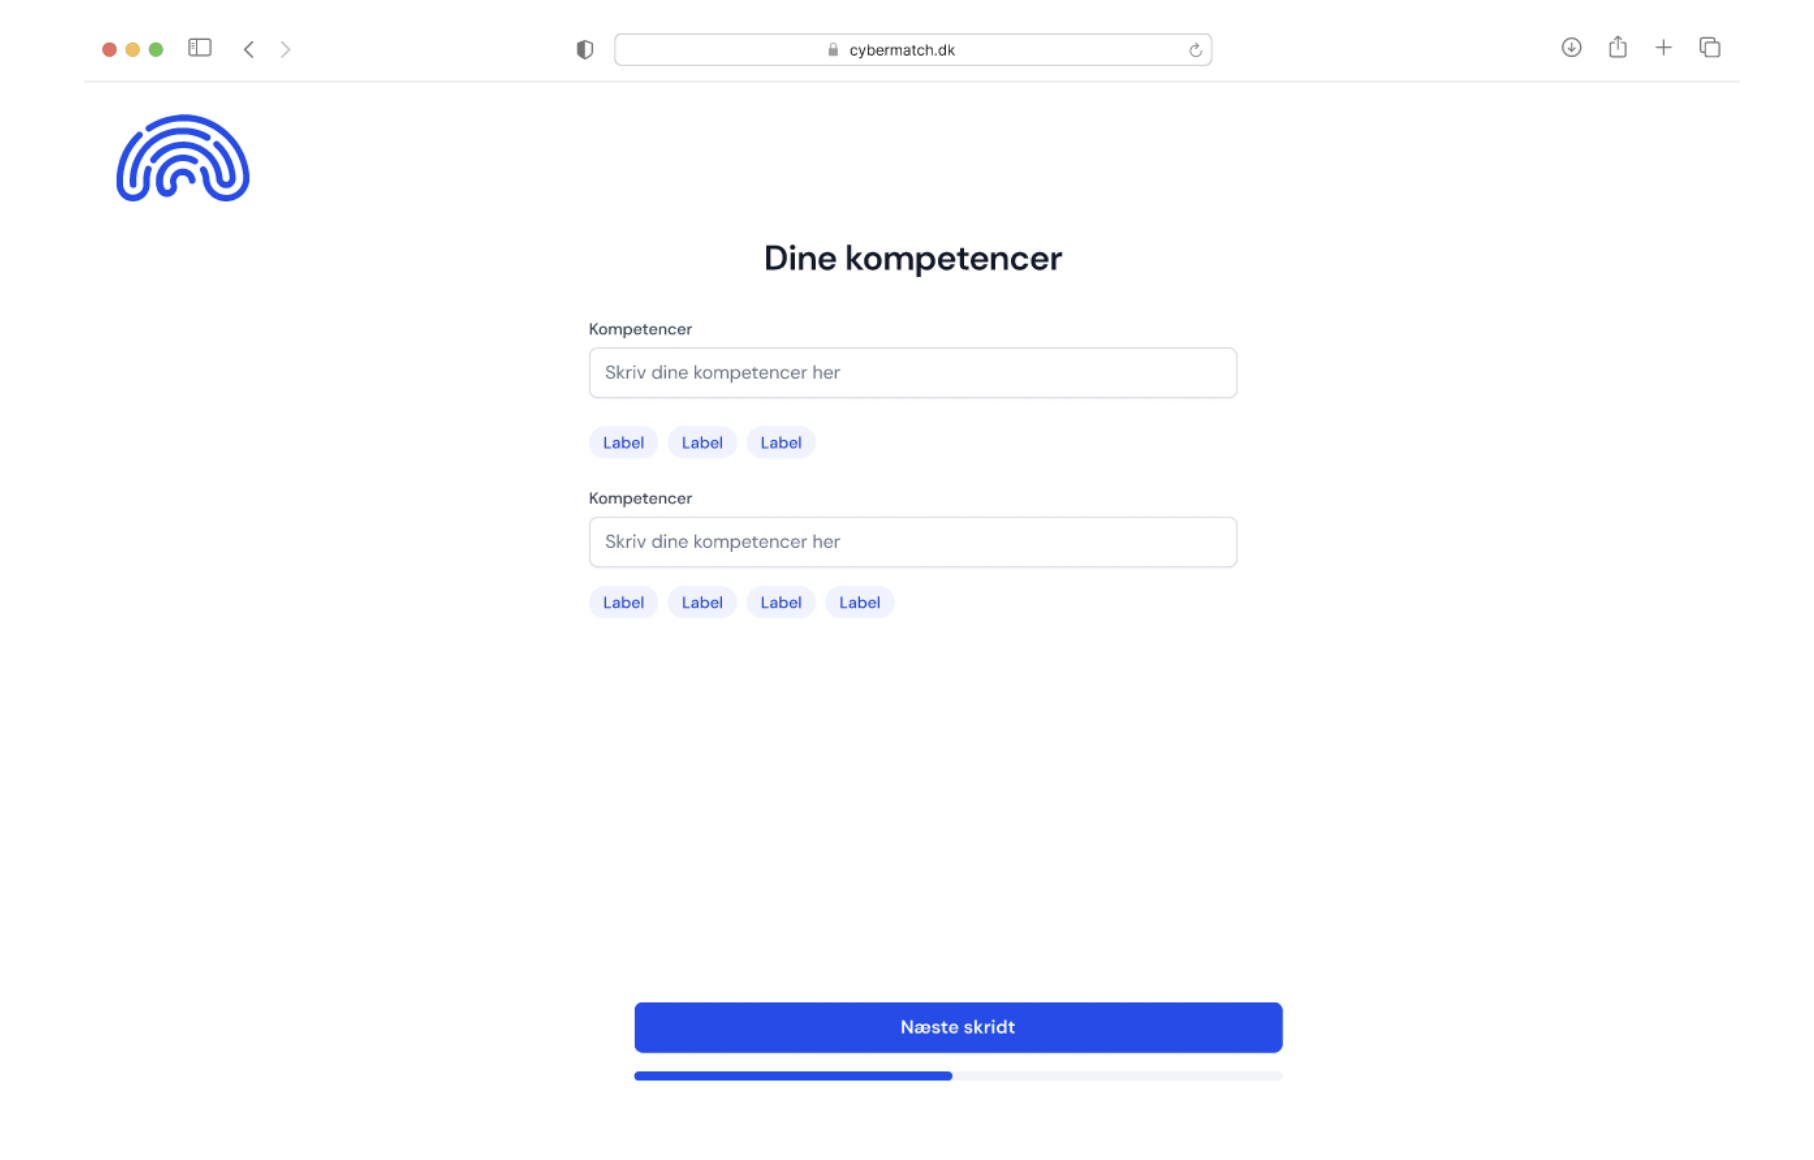 cybermatch.dk
Dine kompetencer
Kompetencer
Skriv dine kompetencer her
Label Label Label
Kompetencer
Skriv dine kompetencer her
Label Label Label Label
Næste skridt